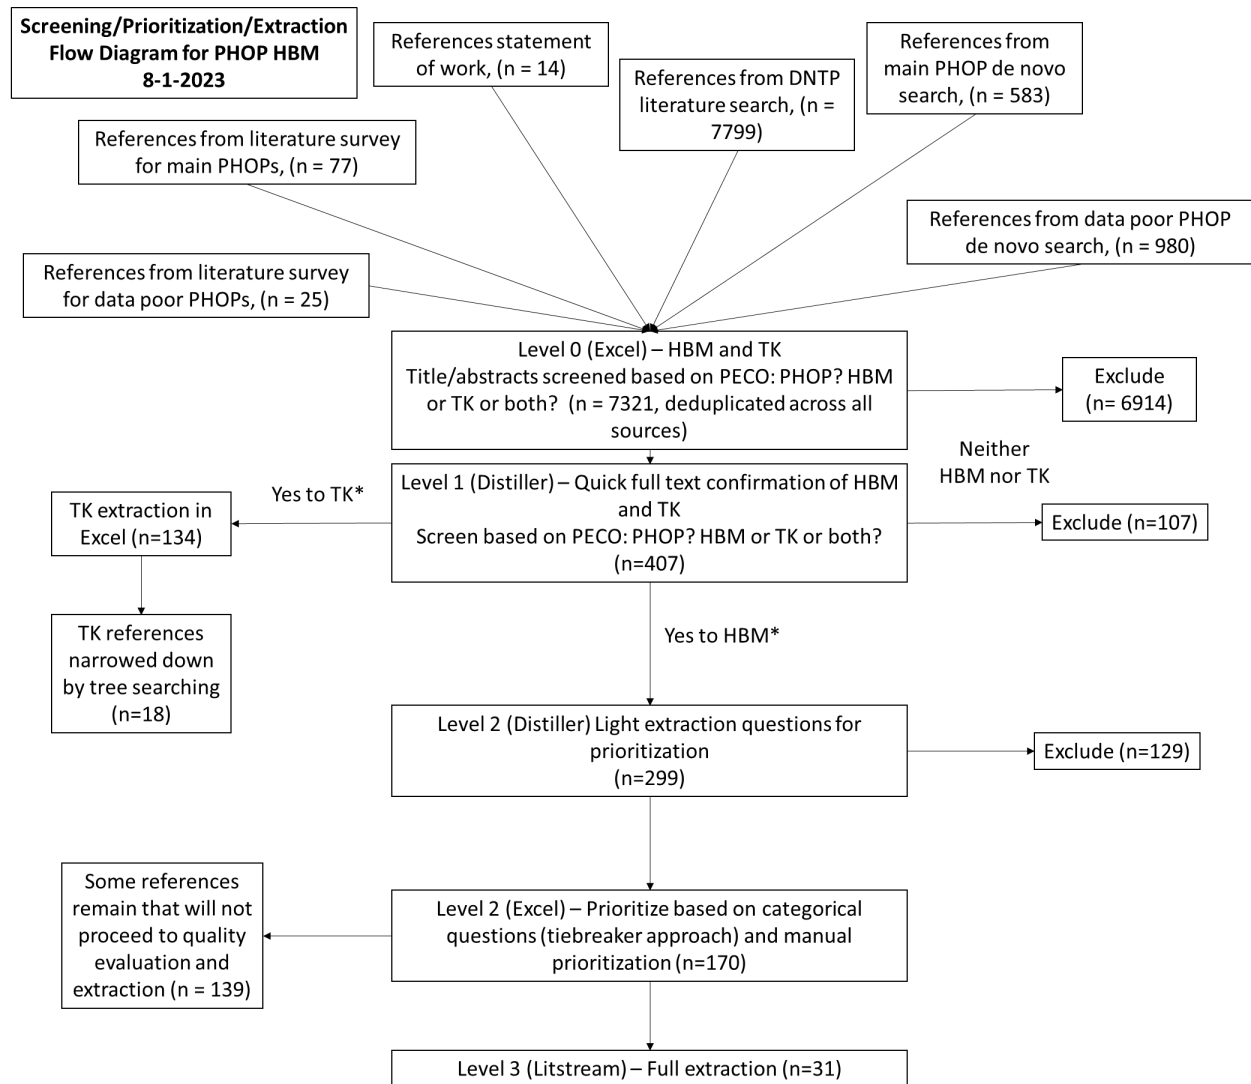 Screening/Prioritization/Extraction
Flow Diagram for PHOP HBM
8-1-2023
References statement
of work, (n = 14)
References from DNTP
literature search, (n =
7799)
References from
main PHOP de novo
search, (n = 583)
References from literature survey
for main PHOPs, (n = 77)
References from data poor PHOP
de novo search, (n = 980)
References from literature survey
for data poor PHOPs, (n = 25)
Level 0 (Excel) – HBM and TK
Title/abstracts screened based on PECO: PHOP? HBM
or TK or both? (n = 7321, deduplicated across all
sources)
Exclude
(n= 6914)
Neither
HBM nor TK
Level 1 (Distiller) – Quick full text confirmation of HBM
and TK
Screen based on PECO: PHOP? HBM or TK or both?
(n=407)
Yes to TK*
TK extraction in
Excel (n=134)
Exclude (n=107)
TK references
narrowed down
by tree searching
(n=18)
Yes to HBM*
Level 2 (Distiller) Light extraction questions for
prioritization
(n=299)
Exclude (n=129)
Some references
remain that will not
proceed to quality
evaluation and
extraction (n = 139)
Level 2 (Excel) – Prioritize based on categorical
questions (tiebreaker approach) and manual
prioritization (n=170)
Level 3 (Litstream) – Full extraction (n=31)